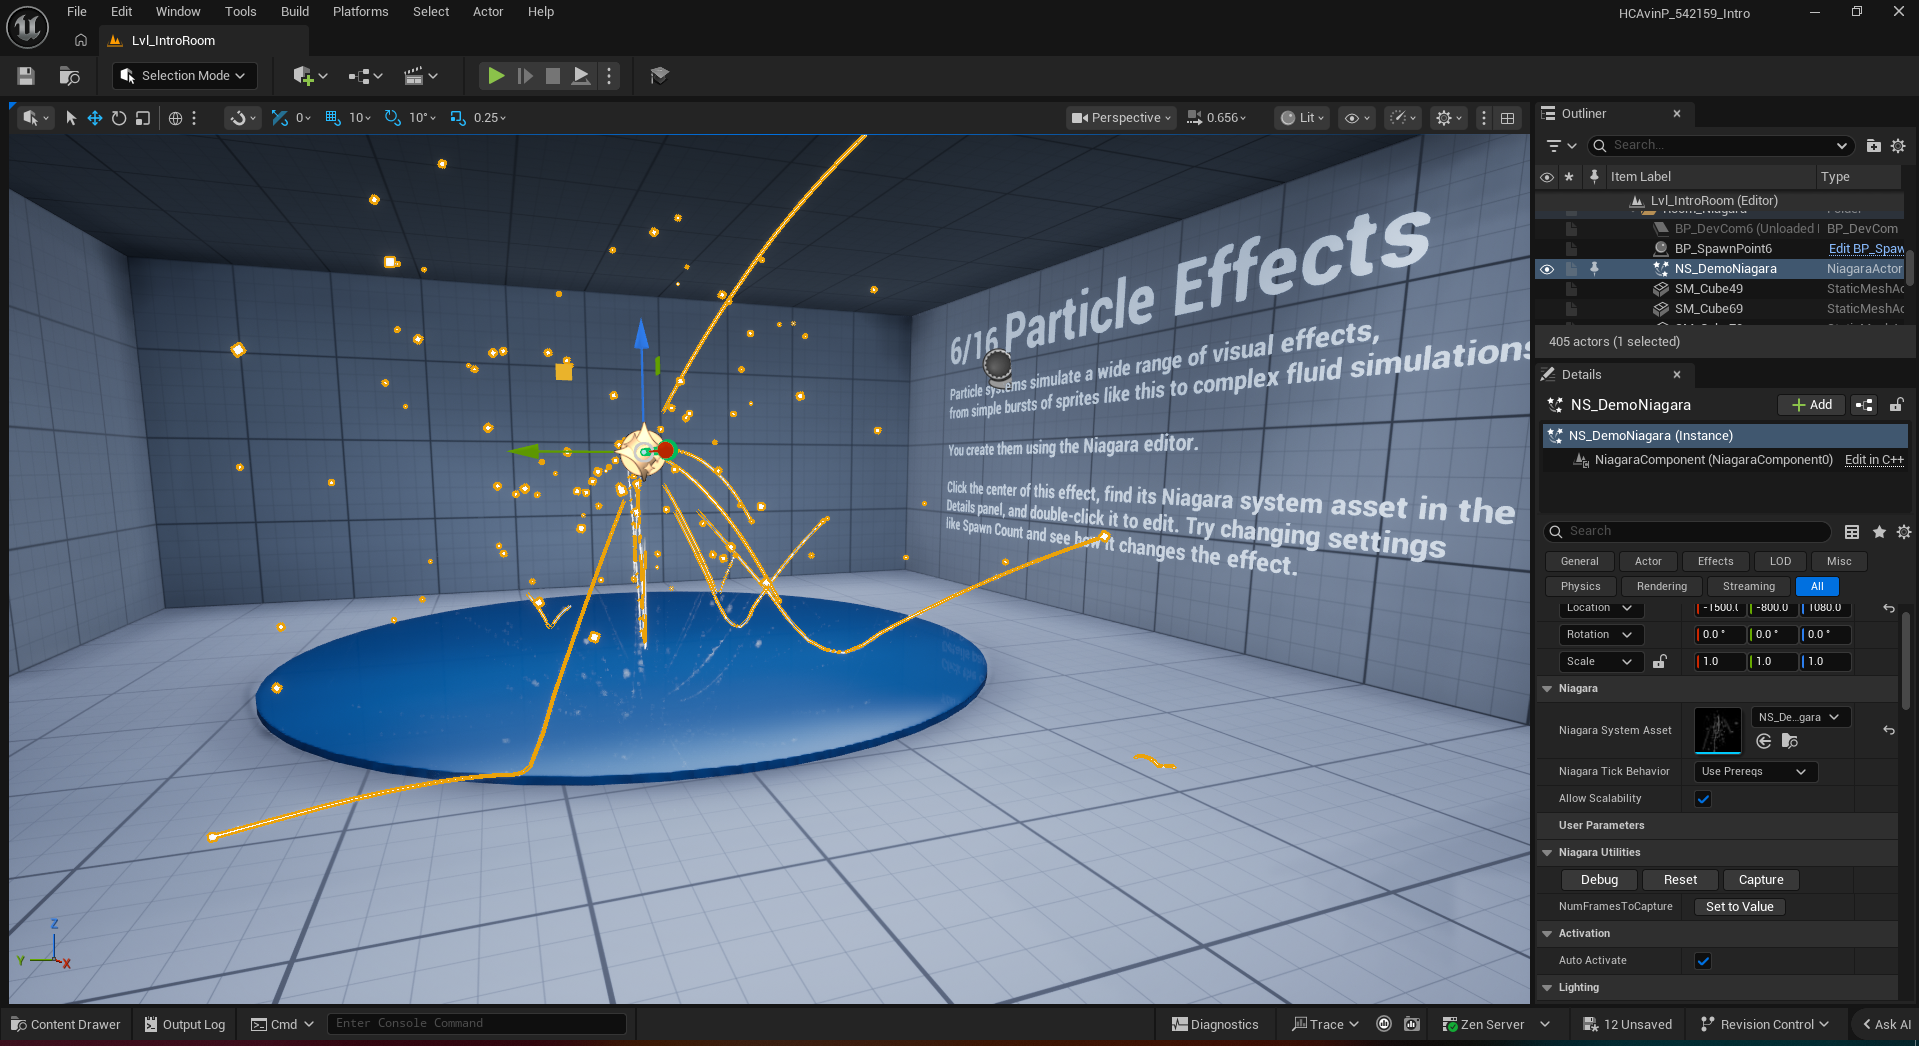 File Edit Window Tools Build Platforms Select Actor Help
HCAvinP_542159_Intro
Lvl_IntroRoom
Selection Mode
0 10 10° 0.25
Perspective 0.656 Lit
6/16 Particle Effects
Particle systems simulate a wide range of visual effects,
from simple bursts of sprites like this to complex fluid simulations
You create them using the Niagara editor.
Click the center of this effect, find its Niagara system asset in the
Details panel, and double-click it to edit. Try changing settings
like Spawn Count and see how it changes the effect.
Z
Y
X
Outliner
Search...
Item Label Type
Lvl_IntroRoom (Editor)
BP_DevCom6 (Unloaded BP_DevCom
BP_SpawnPoint6 Edit BP_Spaw
NS_DemoNiagara NiagaraActor
SM_Cube49 StaticMeshAc
SM_Cube69 StaticMeshAc
405 actors (1 selected)
Details
NS_DemoNiagara Add
NS_DemoNiagara (Instance)
NiagaraComponent (NiagaraComponent0) Edit in C++
Search
General Actor Effects LOD Misc
Physics Rendering Streaming All
Location -1500.( -800.0 1080.0
Rotation 0.0 ° 0.0 ° 0.0 °
Scale 1.0 1.0 1.0
Niagara
Niagara System Asset NS_De...gara
Niagara Tick Behavior Use Prereqs
Allow Scalability
User Parameters
Niagara Utilities
Debug Reset Capture
NumFramesToCapture Set to Value
Activation
Auto Activate
Lighting
Content Drawer Output Log Cmd Enter Console Command Diagnostics Trace Zen Server 12 Unsaved Revision Control Ask AI